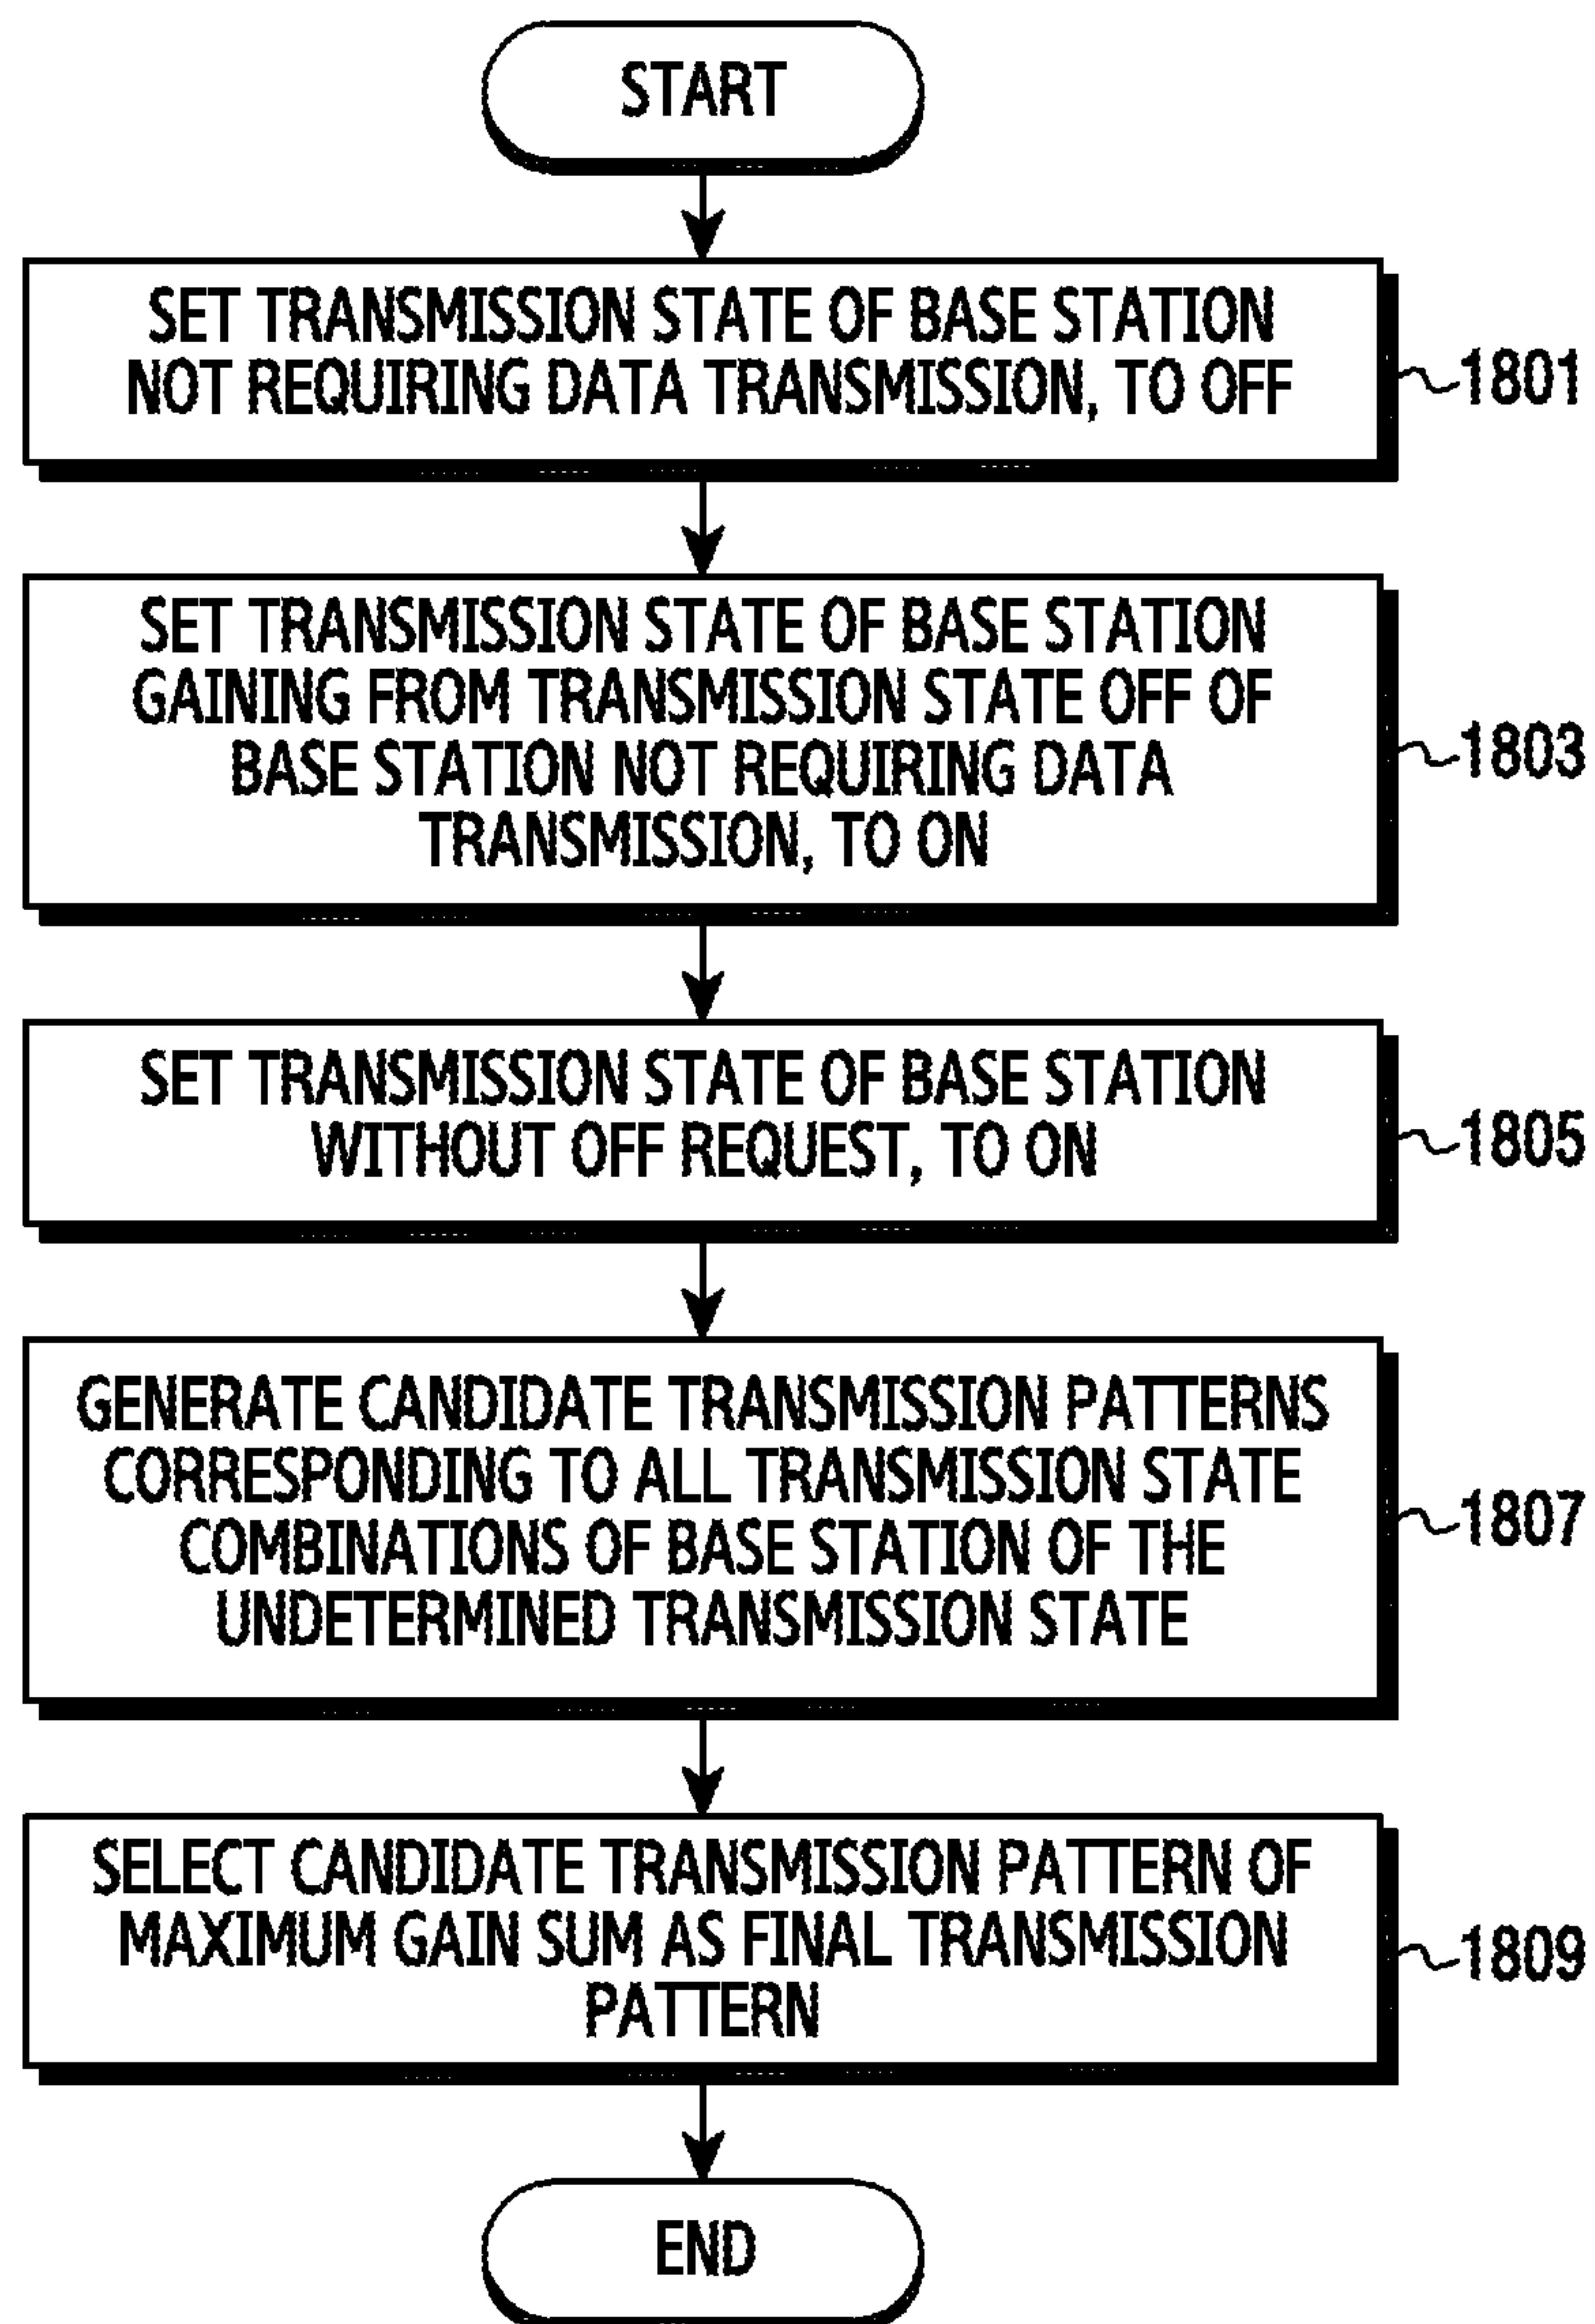 START
SET TRANSMISSION STATE OF BASE STATION
NOT REQUIRING DATA TRANSMISSION, TO OFF
1801
SET TRANSMISSION STATE OF BASE STATION
GAINING FROM TRANSMISSION STATE OFF OF
BASE STATION NOT REQUIRING DATA
TRANSMISSION, TO ON
1803
SET TRANSMISSION STATE OF BASE STATION
WITHOUT OFF REQUEST, TO ON
1805
GENERATE CANDIDATE TRANSMISSION PATTERNS
CORRESPONDING TO ALL TRANSMISSION STATE
COMBINATIONS OF BASE STATION OF THE
UNDETERMINED TRANSMISSION STATE
1807
SELECT CANDIDATE TRANSMISSION PATTERN OF
MAXIMUM GAIN SUM AS FINAL TRANSMISSION
PATTERN
1809
END